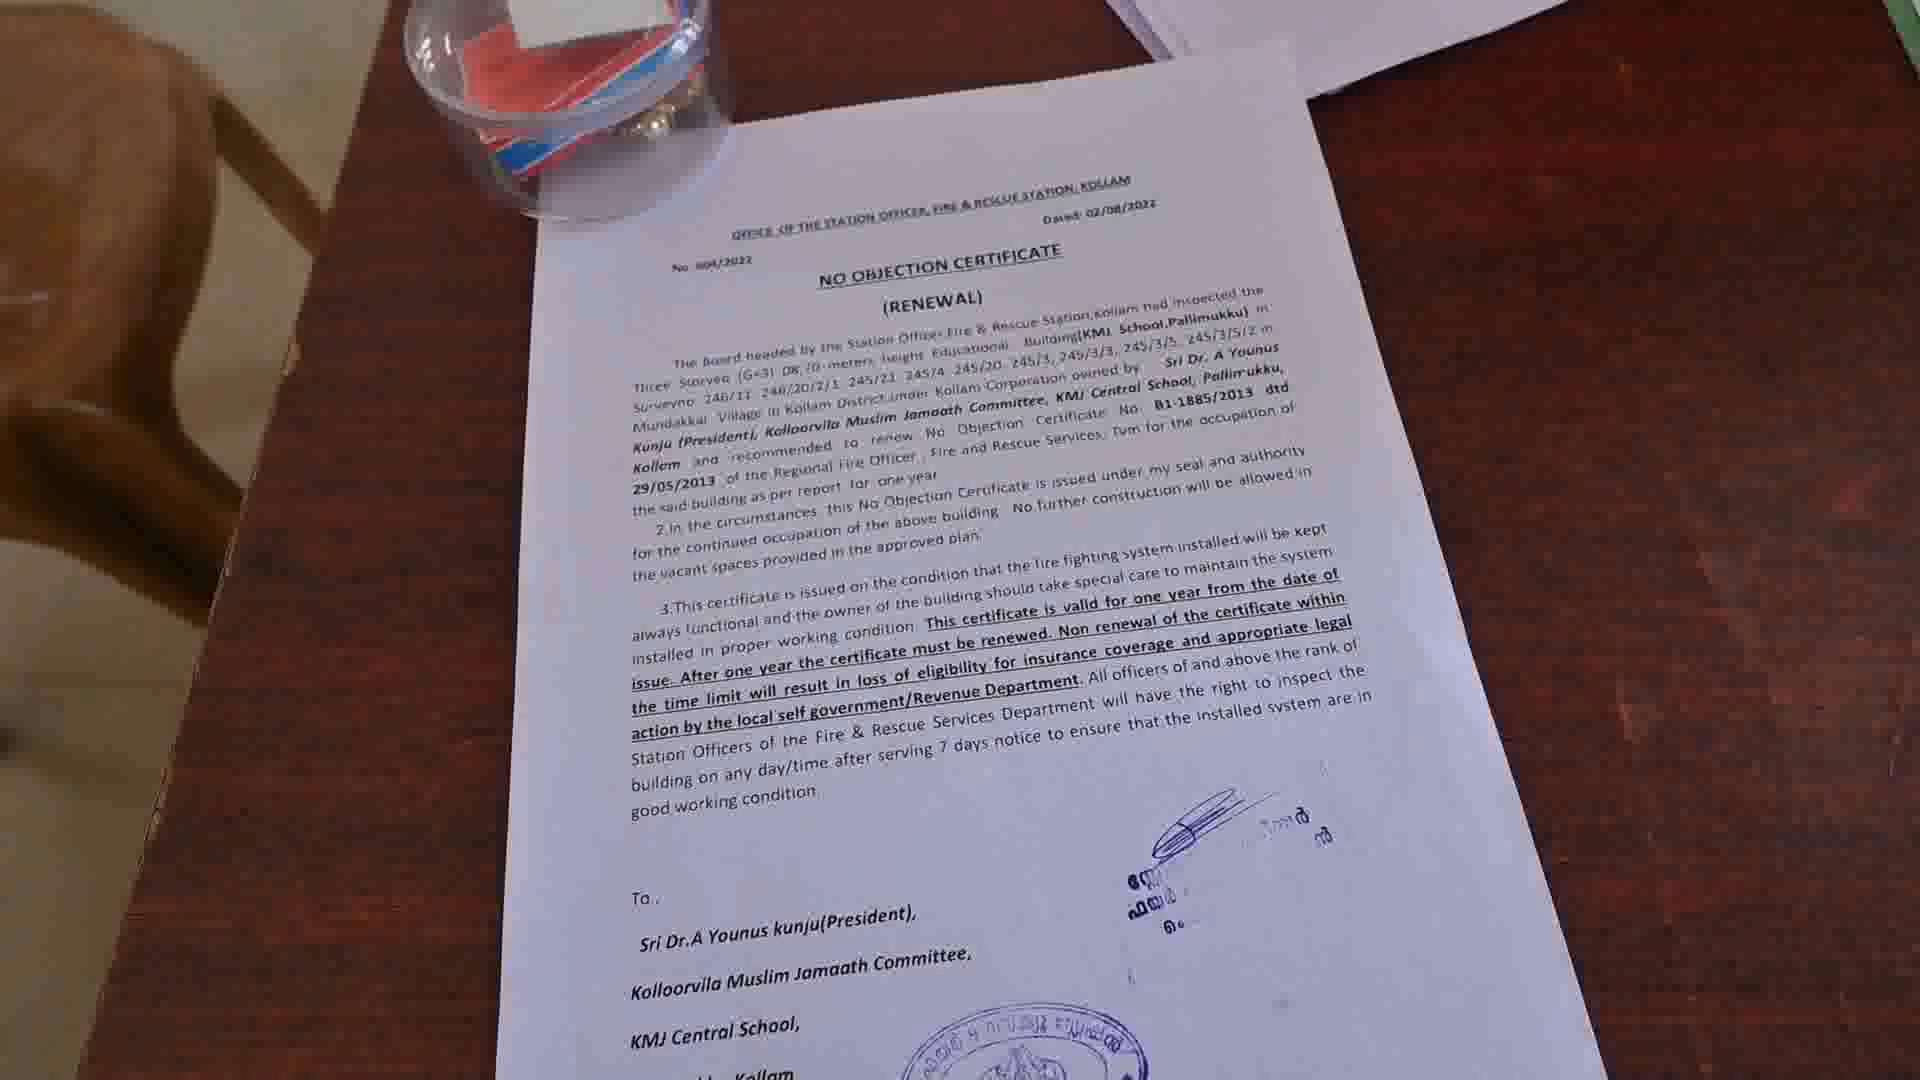 OFFICE OF THE STATION OFFICER, FIRE & RESCUE STATION, KOLLAM
No. 604/2022
Dated: 02/08/2022
NO OBJECTION CERTIFICATE
(RENEWAL)
The Board headed by the Station Officer,Fire & Rescue Station,Kollam had inspected the
Three Storyed (G+3) 08.70 meters height Educational Building(KMJ School,Pallimukku) in
Surveyno 246/11 246/20/2/1 245/21 245/4 245/20 245/3, 245/3/3, 245/3/5, 245/3/5/2 in
Mundakkal Village in Kollam District,under Kollam Corporation owned by Sri Dr. A Younus
Kunju (President), Kolloorvila Muslim Jamaath Committee, KMJ Central School, Pallimukku,
Kollam and recommended to renew No Objection Certificate No. B1-1885/2013 dtd
29/05/2013 of the Regional Fire Officer , Fire and Rescue Services, Tvm for the occupation of
the said building as per report for one year
2.In the circumstances, this No Objection Certificate is issued under my seal and authority
for the continued occupation of the above building. No further construction will be allowed in
the vacant spaces provided in the approved plan.
3.This certificate is issued on the condition that the fire fighting system installed will be kept
always functional and the owner of the building should take special care to maintain the system
installed in proper working condition. This certificate is valid for one year from the date of
issue. After one year the certificate must be renewed. Non renewal of the certificate within
the time limit will result in loss of eligibility for insurance coverage and appropriate legal
action by the local self government/Revenue Department. All officers of and above the rank of
Station Officers of the Fire & Rescue Services Department will have the right to inspect the
building on any day/time after serving 7 days notice to ensure that the installed system are in
good working condition.
To.,
Sri Dr.A Younus kunju(President),
Kolloorvila Muslim Jamaath Committee,
KMJ Central School,
Kollam